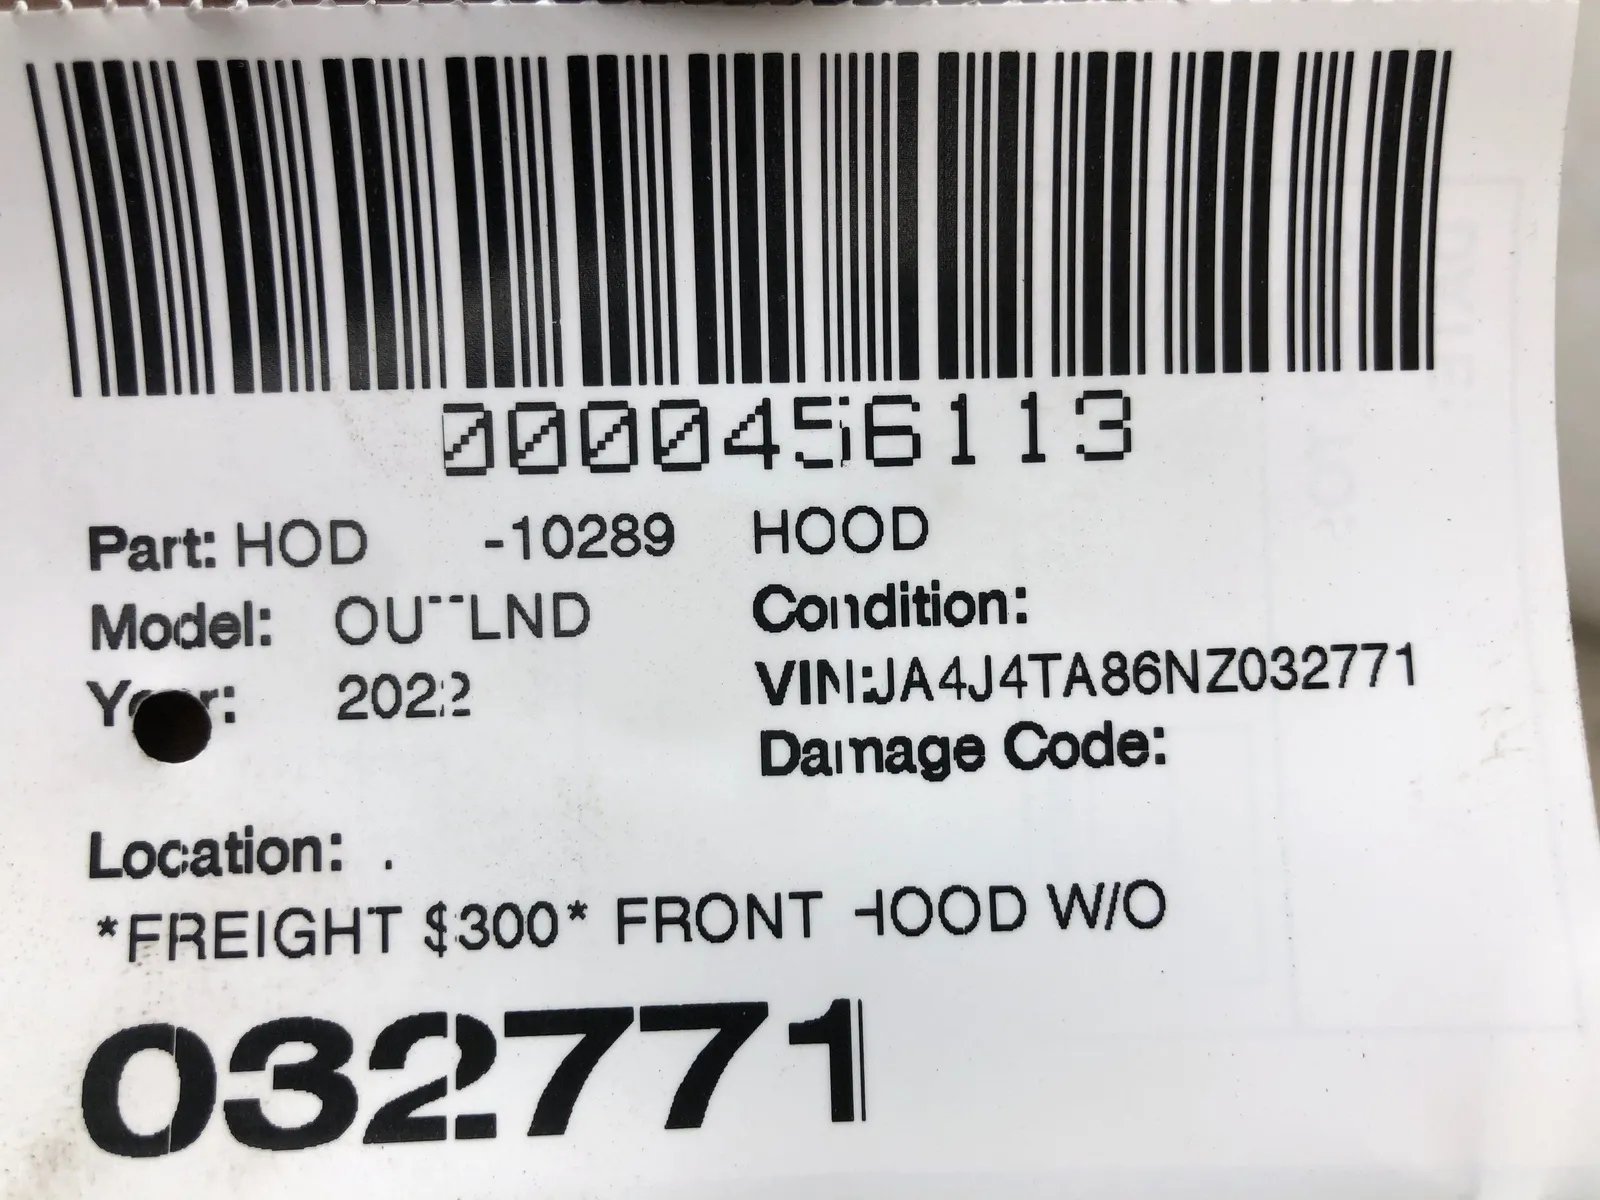 0000456113
Part: HOD -10289 HOOD
Model: OUTLND Condition:
Year: 2022 VIN:JA4J4TA86NZ032771
Damage Code:
Location: .
*FREIGHT $300* FRONT HOOD W/O
032771